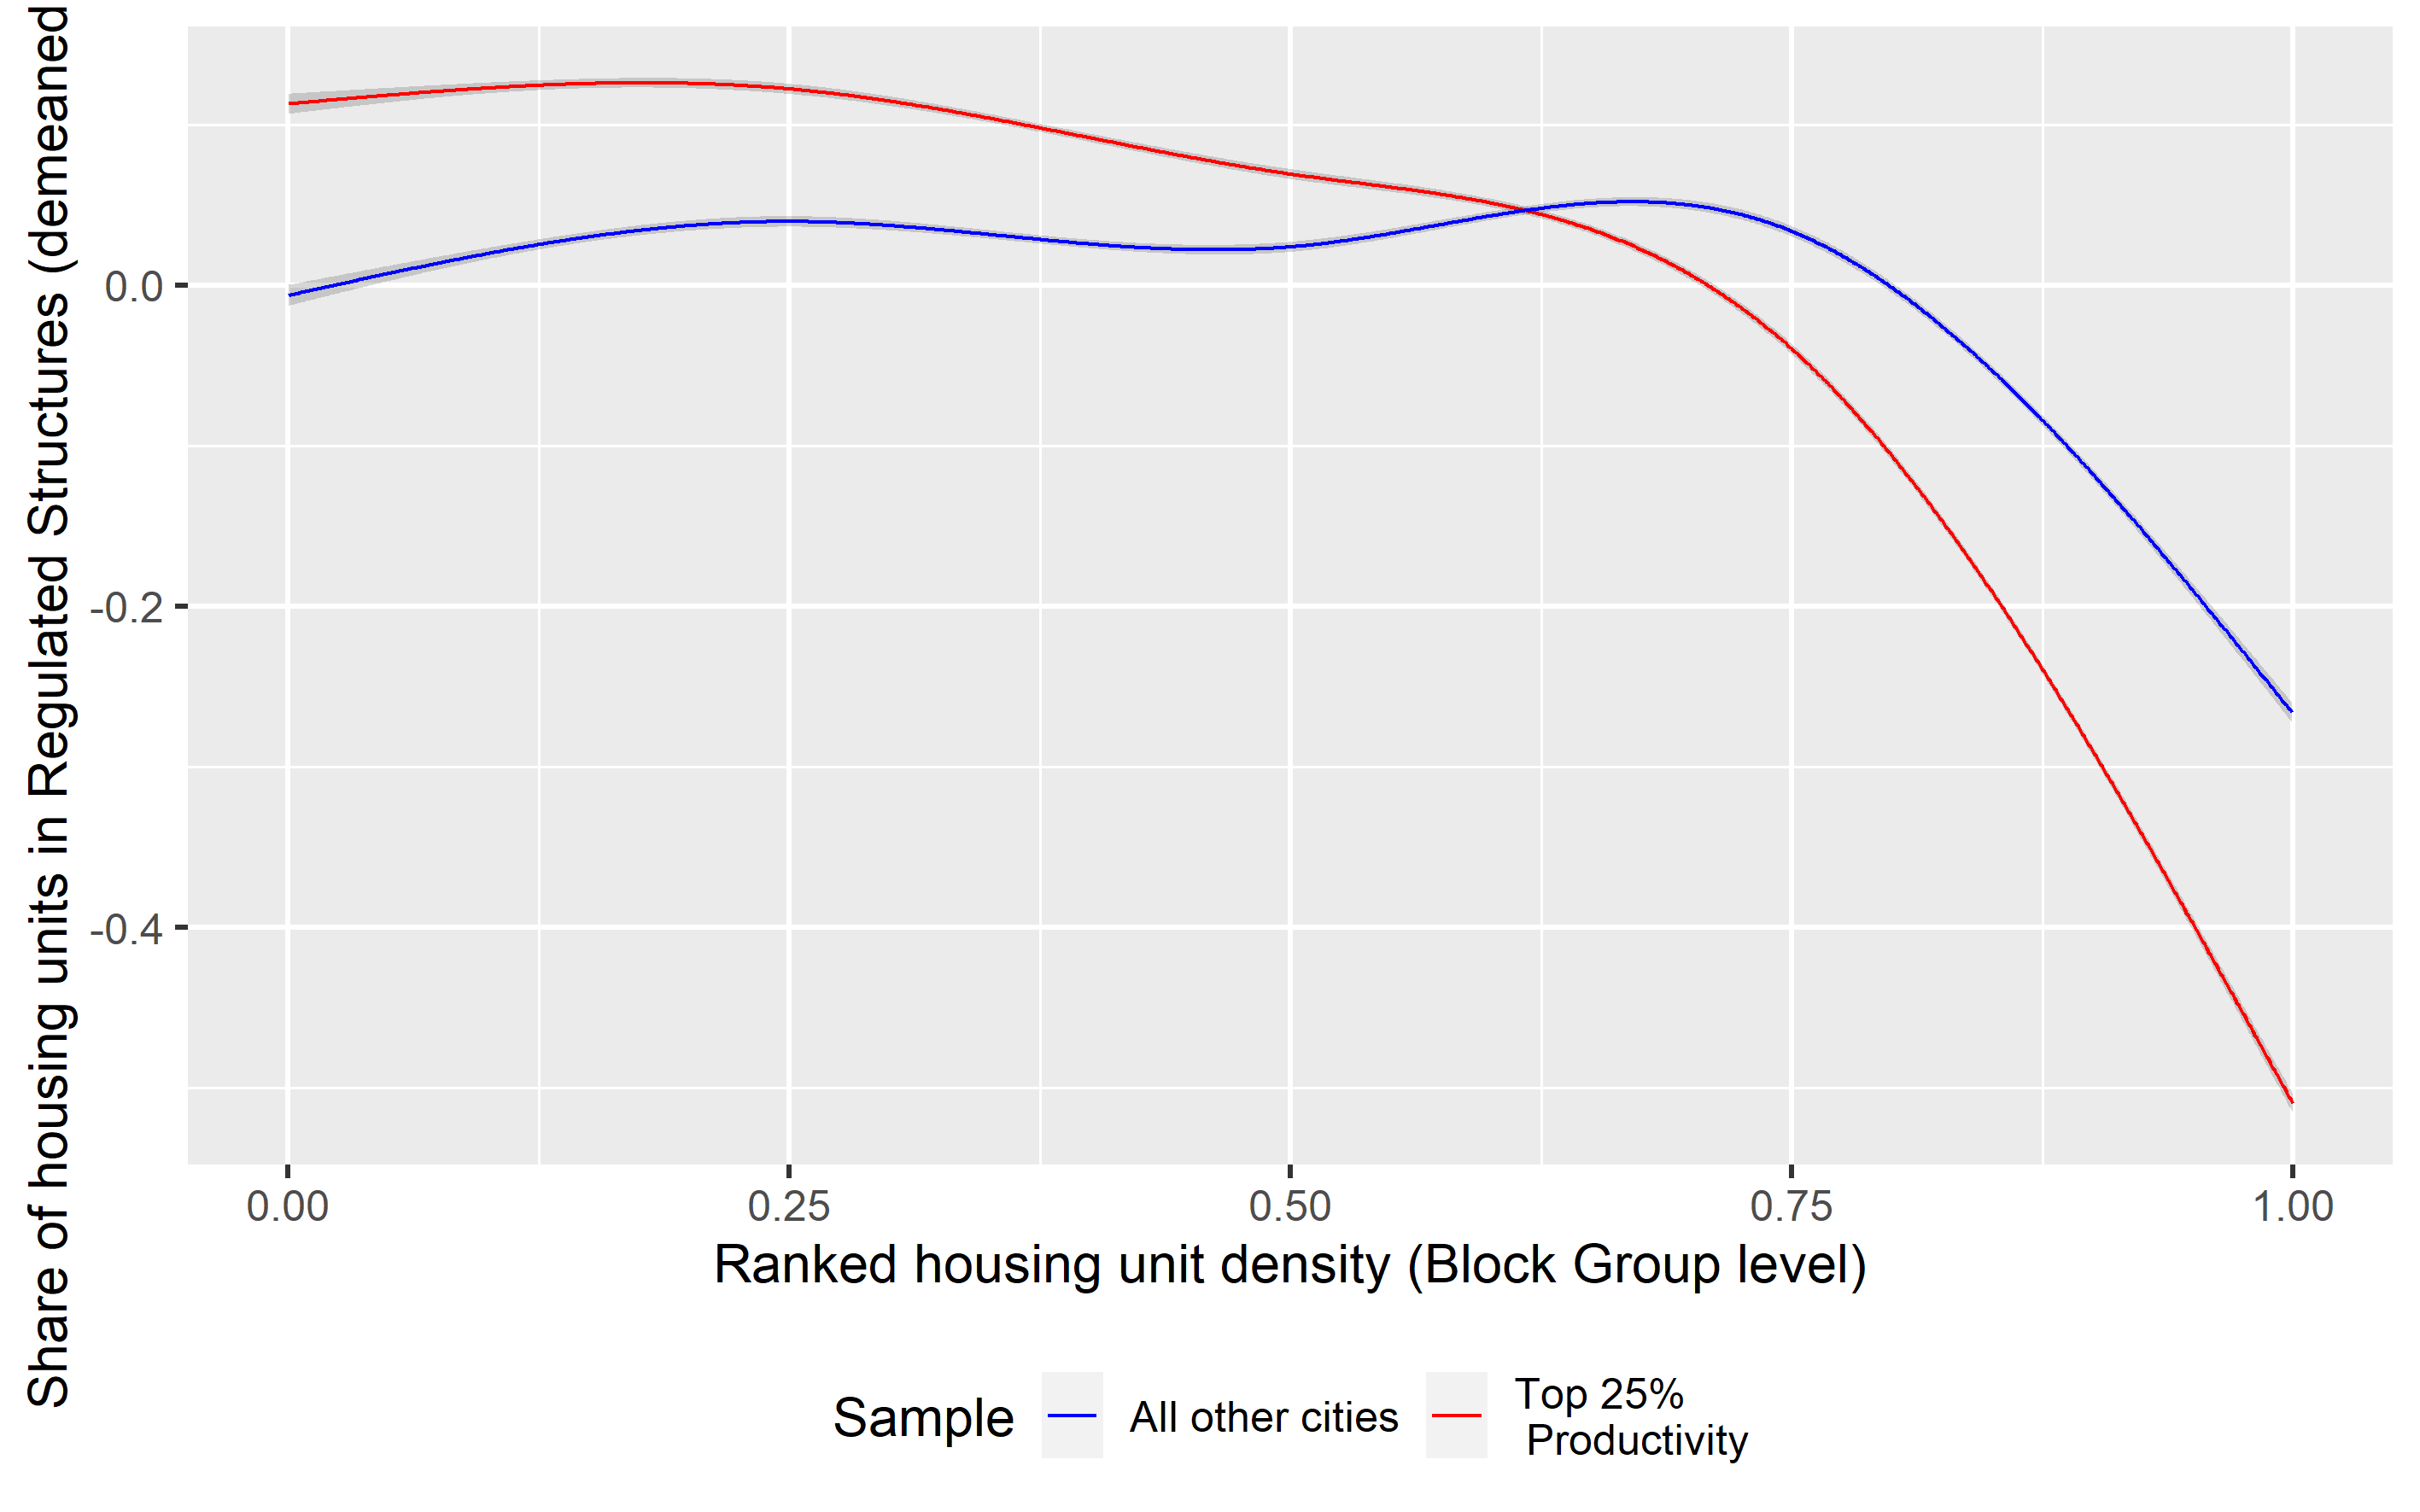 Share of housing units in Regulated Structures (demeaned
0.0
-0.2
-0.4
0.00 0.25 0.50 0.75 1.00
Ranked housing unit density (Block Group level)
Sample All other cities Top 25%
Productivity